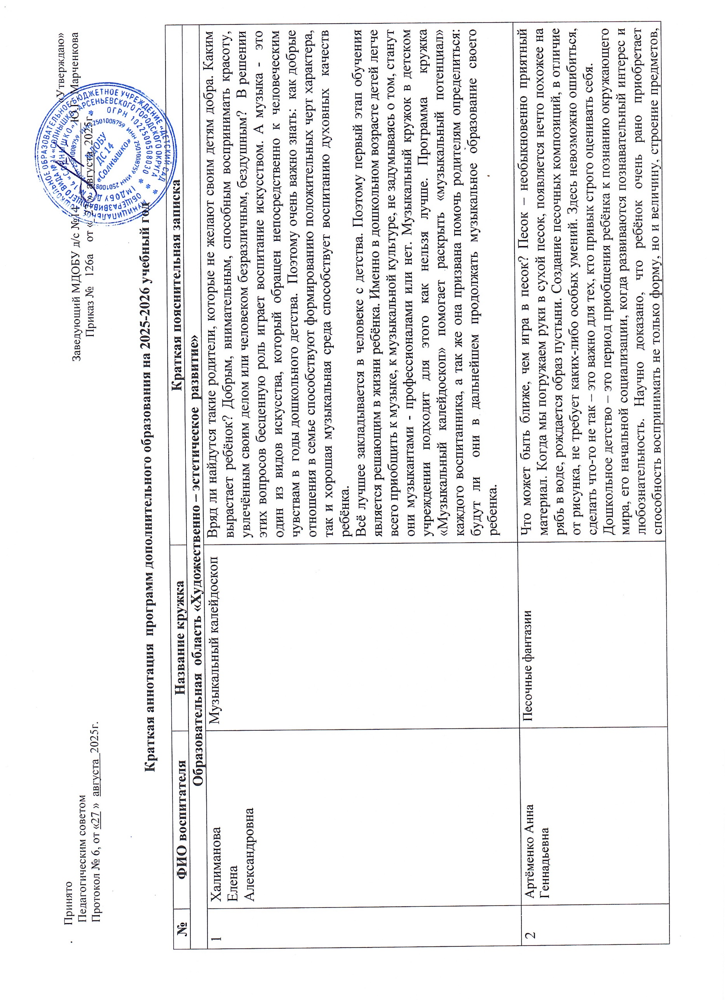 Принято
Педагогическим советом
Протокол № 6, от «27 » августа 2025г.
«Утверждаю»
Заведующий МДОБУ д/с №14 Ю.Г. Марченкова
Приказ № 126а от «27» августа 2025г.
МУНИЦИПАЛЬНОЕ ДОШКОЛЬНОЕ ОБРАЗОВАТЕЛЬНОЕ БЮДЖЕТНОЕ УЧРЕЖДЕНИЕ «ДЕТСКИЙ САД
ОБЩЕРАЗВИВАЮЩЕГО ВИДА № 14 «СОЛНЫШКО» АРСЕНЬЕВСКОГО ГОРОДСКОГО ОКРУГА
(МДОБУ Д/С № 14 «СОЛНЫШКО») ОГРН 1022500508030
ИНН 2501008759 ИНН 2501008759
МДОБУ
ДС 14
«Солнышко»
Краткая аннотация программ дополнительного образования на 2025-2026 учебный год
№ ФИО воспитателя Название кружка Краткая пояснительная записка
Образовательная область «Художественно – эстетическое развитие»
1
Халиманова
Елена
Александровна
Музыкальный калейдоскоп
Вряд ли найдутся такие родители, которые не желают своим детям добра. Каким
вырастает ребёнок? Добрым, внимательным, способным воспринимать красоту,
увлечённым своим делом или человеком безразличным, бездушным? В решении
этих вопросов бесценную роль играет воспитание искусством. А музыка - это
один из видов искусства, который обращен непосредственно к человеческим
чувствам в годы дошкольного детства. Поэтому очень важно знать: как добрые
отношения в семье способствуют формированию положительных черт характера,
так и хорошая музыкальная среда способствует воспитанию духовных качеств
ребёнка.
Всё лучшее закладывается в человеке с детства. Поэтому первый этап обучения
является решающим в жизни ребёнка. Именно в дошкольном возрасте детей легче
всего приобщить к музыке, к музыкальной культуре, не задумываясь о том, станут
они музыкантами - профессионалами или нет. Музыкальный кружок в детском
учреждении подходит для этого как нельзя лучше. Программа кружка
«Музыкальный калейдоскоп» помогает раскрыть «музыкальный потенциал»
каждого воспитанника, а так же она призвана помочь родителям определиться:
будут ли они в дальнейшем продолжать музыкальное образование своего
ребенка.
2
Артёменко Анна
Геннадьевна
Песочные фантазии
Что может быть ближе, чем игра в песок? Песок – необыкновенно приятный
материал. Когда мы погружаем руки в сухой песок, появляется нечто похожее на
рябь в воде, рождается образ пустыни. Создание песочных композиций, в отличие
от рисунка, не требует каких-либо особых умений. Здесь невозможно ошибиться,
сделать что-то не так – это важно для тех, кто привык строго оценивать себя.
Дошкольное детство – это период приобщения ребёнка к познанию окружающего
мира, его начальной социализации, когда развиваются познавательный интерес и
любознательность. Научно доказано, что ребёнок очень рано приобретает
способность воспринимать не только форму, но и величину, строение предметов,